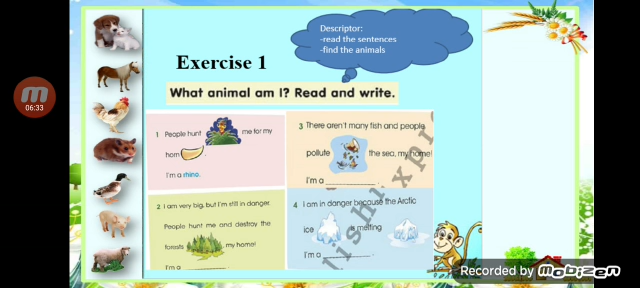 Descriptor:
-read the sentences
-find the animals
Exercise 1
What animal am I? Read and write.
06:33
1 People hunt me for my
horn .
I'm a rhino.
3 There aren't many fish and people
pollute the sea, my home!
I'm a ____________.
2 I am very big, but I'm still in danger.
People hunt me and destroy the
forests , my home!
I'm a ____________.
4 I am in danger because the Arctic
ice is melting
I'm a ____________.
Recorded by mobizen